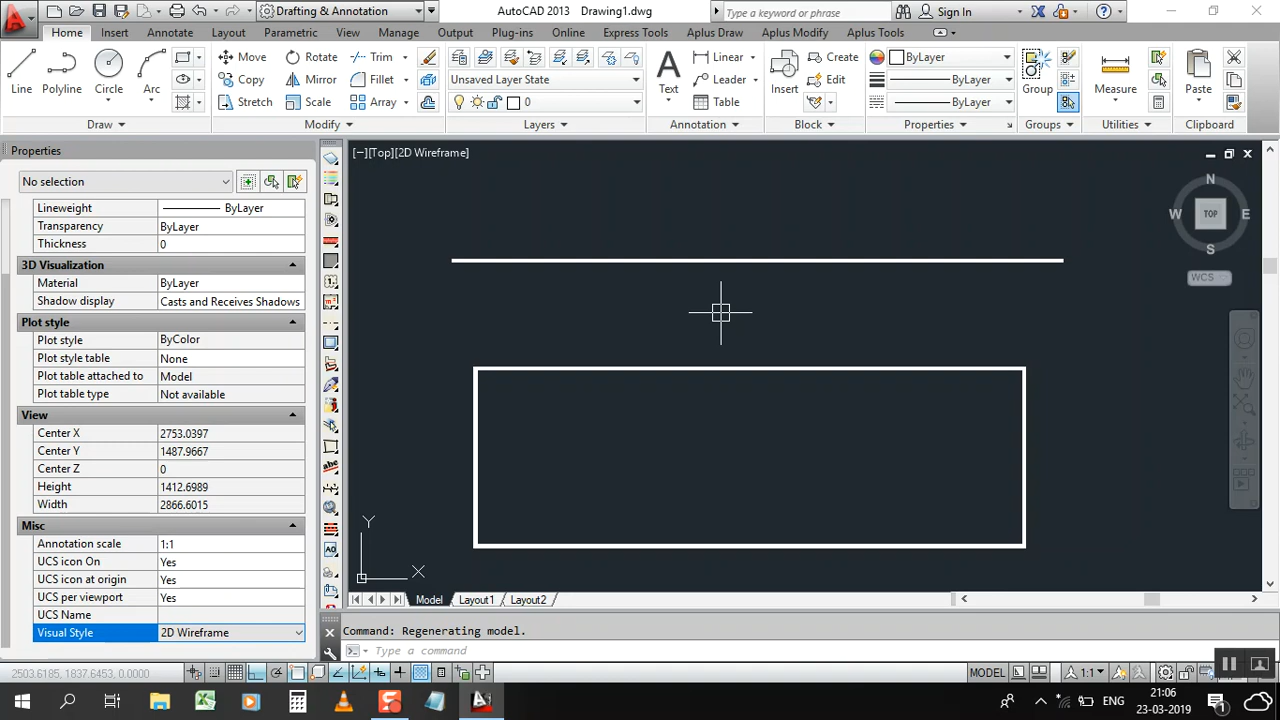 Drafting & Annotation
AutoCAD 2013 Drawing1.dwg
Type a keyword or phrase
Sign In
Home Insert Annotate Layout Parametric View Manage Output Plug-ins Online Express Tools Aplus Draw Aplus Modify Aplus Tools
Line Polyline Circle Arc
Draw
Move Rotate Trim
Copy Mirror Fillet
Stretch Scale Array
Modify
Unsaved Layer State
0
Layers
Text
Linear
Leader
Table
Annotation
Insert
Create
Edit
Block
ByLayer
ByLayer
ByLayer
Properties
Group
Groups
Measure
Utilities
Paste
Clipboard
Properties
No selection
Lineweight ByLayer
Transparency ByLayer
Thickness 0
3D Visualization
Material ByLayer
Shadow display Casts and Receives Shadows
Plot style
Plot style ByColor
Plot style table None
Plot table attached to Model
Plot table type Not available
View
Center X 2753.0397
Center Y 1487.9667
Center Z 0
Height 1412.6989
Width 2866.6015
Misc
Annotation scale 1:1
UCS icon On Yes
UCS icon at origin Yes
UCS per viewport Yes
UCS Name
Visual Style 2D Wireframe
[−][Top][2D Wireframe]
N
W TOP E
S
WCS
Y
X
Model Layout1 Layout2
Command: Regenerating model.
Type a command
2503.6185, 1837.6453, 0.0000
MODEL
1:1
ENG
21:06
23-03-2019